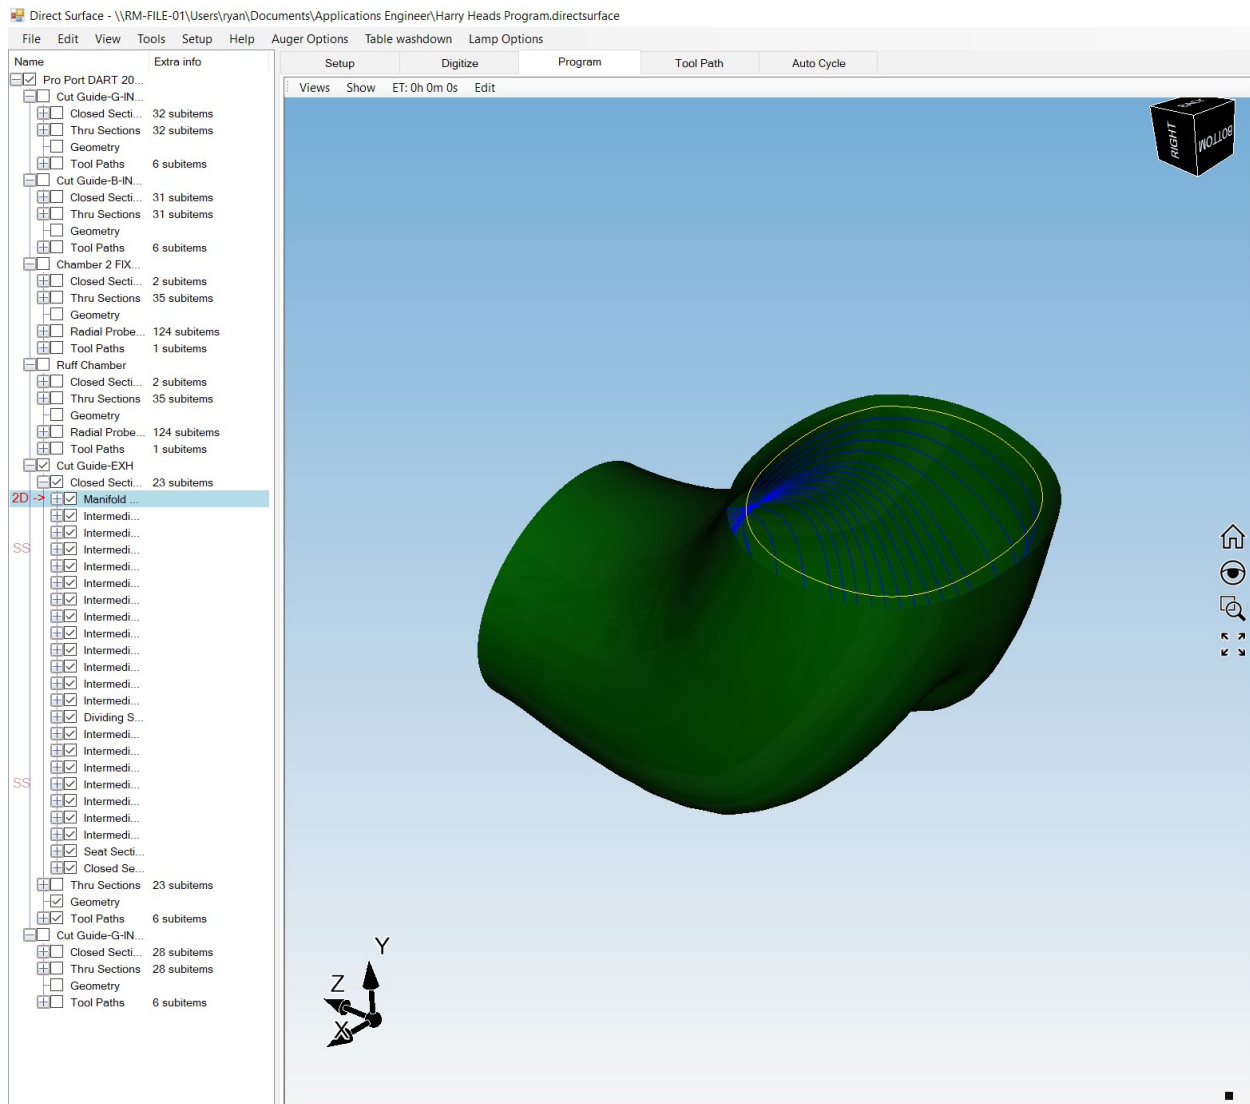 Direct Surface - \\RM-FILE-01\Users\ryan\Documents\Applications Engineer\Harry Heads Program.directsurface
File Edit View Tools Setup Help Auger Options Table washdown Lamp Options
Name Extra info
Setup Digitize Program Tool Path Auto Cycle
Views Show ET: 0h 0m 0s Edit
Pro Port DART 20...
Cut Guide-G-IN...
Closed Secti... 32 subitems
Thru Sections 32 subitems
Geometry
Tool Paths 6 subitems
Cut Guide-B-IN...
Closed Secti... 31 subitems
Thru Sections 31 subitems
Geometry
Tool Paths 6 subitems
Chamber 2 FIX...
Closed Secti... 2 subitems
Thru Sections 35 subitems
Geometry
Radial Probe... 124 subitems
Tool Paths 1 subitems
Ruff Chamber
Closed Secti... 2 subitems
Thru Sections 35 subitems
Geometry
Radial Probe... 124 subitems
Tool Paths 1 subitems
Cut Guide-EXH
Closed Secti... 23 subitems
2D -> Manifold ...
Intermedi...
Intermedi...
SS Intermedi...
Intermedi...
Intermedi...
Intermedi...
Intermedi...
Intermedi...
Intermedi...
Intermedi...
Intermedi...
Intermedi...
Dividing S...
Intermedi...
Intermedi...
Intermedi...
SS Intermedi...
Intermedi...
Intermedi...
Intermedi...
Seat Secti...
Closed Se...
Thru Sections 23 subitems
Geometry
Tool Paths 6 subitems
Cut Guide-G-IN...
Closed Secti... 28 subitems
Thru Sections 28 subitems
Geometry
Tool Paths 6 subitems
BACK
RIGHT
BOTTOM
Y
Z
X